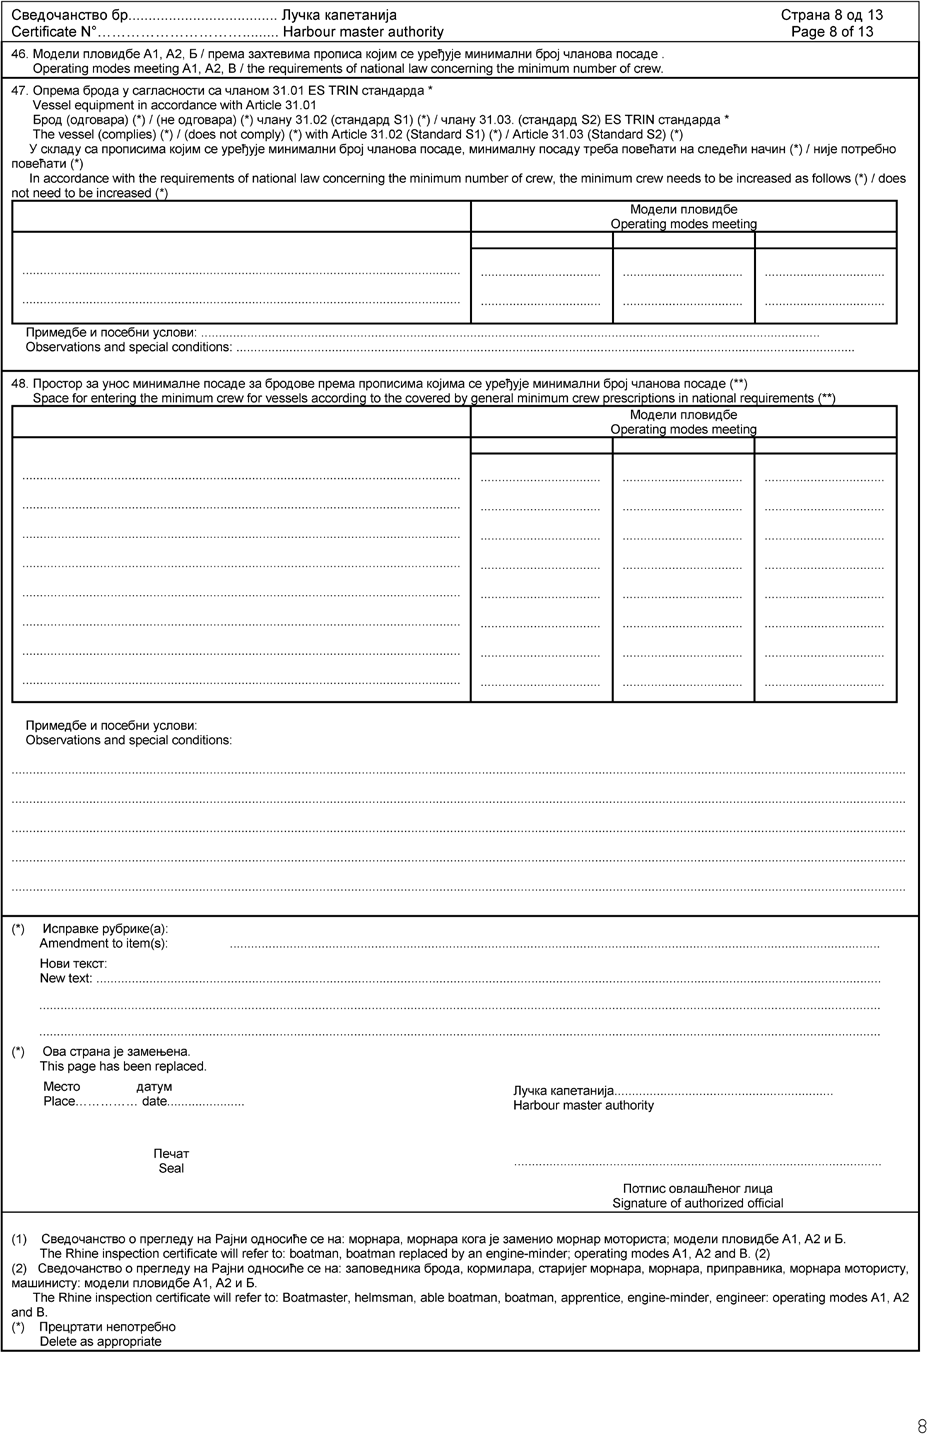 Сведочанство бр..................................... Лучка капетанија Страна 8 од 13
Certificate N°………………………….......... Harbour master authority Page 8 of 13
46. Модели пловидбе А1, А2, Б / према захтевима прописа којим се уређује минимални број чланова посаде .
Operating modes meeting A1, A2, B / the requirements of national law concerning the minimum number of crew.
47. Опрема брода у сагласности са чланом 31.01 ES TRIN стандарда *
Vessel equipment in accordance with Article 31.01
Брод (одговара) (*) / (не одговара) (*) члану 31.02 (стандард S1) (*) / члану 31.03. (стандард S2) ES TRIN стандарда *
The vessel (complies) (*) / (does not comply) (*) with Article 31.02 (Standard S1) (*) / Article 31.03 (Standard S2) (*)
У складу са прописима којим се уређује минимални број чланова посаде, минималну посаду треба повећати на следећи начин (*) / није потребно
повећати (*)
In accordance with the requirements of national law concerning the minimum number of crew, the minimum crew needs to be increased as follows (*) / does
not need to be increased (*)
Модели пловидбе
Operating modes meeting
Примедбе и посебни услови: ....................................................................
Observations and special conditions: ....................................................................
48. Простор за унос минималне посаде за бродове према прописима којима се уређује минимални број чланова посаде (**)
Space for entering the minimum crew for vessels according to the covered by general minimum crew prescriptions in national requirements (**)
Модели пловидбе
Operating modes meeting
Примедбе и посебни услови:
Observations and special conditions:
(*) Исправке рубрике(а):
Amendment to item(s): ....................................................................
Нови текст:
New text: ....................................................................
(*) Ова страна је замењена.
This page has been replaced.
Место датум
Place…………… date......................
Лучка капетанија..............................................................
Harbour master authority
Печат
Seal
Потпис овлашћеног лица
Signature of authorized official
(1) Сведочанство о прегледу на Рајни односиће се на: морнара, морнара кога је заменио морнар моториста; модели пловидбе А1, А2 и Б.
The Rhine inspection certificate will refer to: boatman, boatman replaced by an engine-minder; operating modes A1, A2 and B. (2)
(2) Сведочанство о прегледу на Рајни односиће се на: заповедника брода, кормилара, старијег морнара, морнара, приправника, морнара мотористу,
машинисту: модели пловидбе А1, А2 и Б.
The Rhine inspection certificate will refer to: Boatmaster, helmsman, able boatman, boatman, apprentice, engine-minder, engineer: operating modes A1, A2
and B.
(*) Прецртати непотребно
Delete as appropriate
8